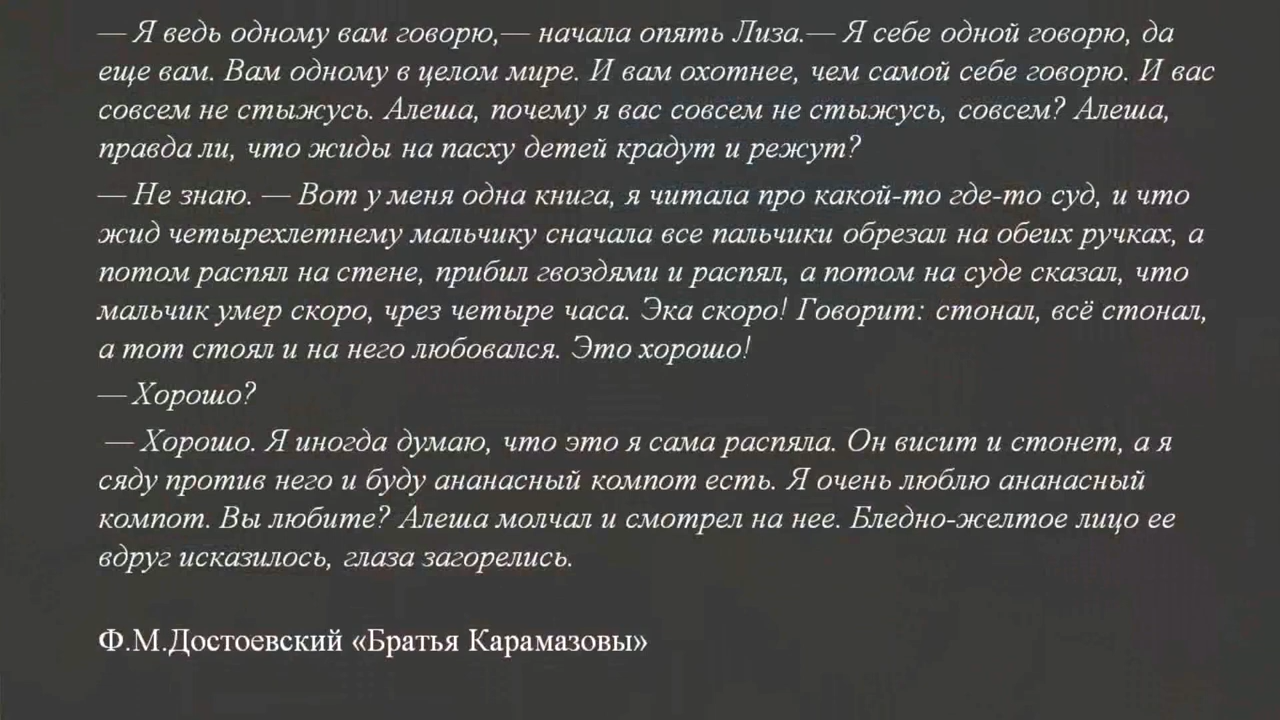 — Я ведь одному вам говорю,— начала опять Лиза.— Я себе одной говорю, да
еще вам. Вам одному в целом мире. И вам охотнее, чем самой себе говорю. И вас
совсем не стыжусь. Алеша, почему я вас совсем не стыжусь, совсем? Алеша,
правда ли, что жиды на пасху детей крадут и режут?
— Не знаю. — Вот у меня одна книга, я читала про какой-то где-то суд, и что
жид четырехлетнему мальчику сначала все пальчики обрезал на обеих ручках, а
потом распял на стене, прибил гвоздями и распял, а потом на суде сказал, что
мальчик умер скоро, чрез четыре часа. Эка скоро! Говорит: стонал, всё стонал,
а тот стоял и на него любовался. Это хорошо!
— Хорошо?
— Хорошо. Я иногда думаю, что это я сама распяла. Он висит и стонет, а я
сяду против него и буду ананасный компот есть. Я очень люблю ананасный
компот. Вы любите? Алеша молчал и смотрел на нее. Бледно-желтое лицо ее
вдруг исказилось, глаза загорелись.
Ф.М.Достоевский «Братья Карамазовы»